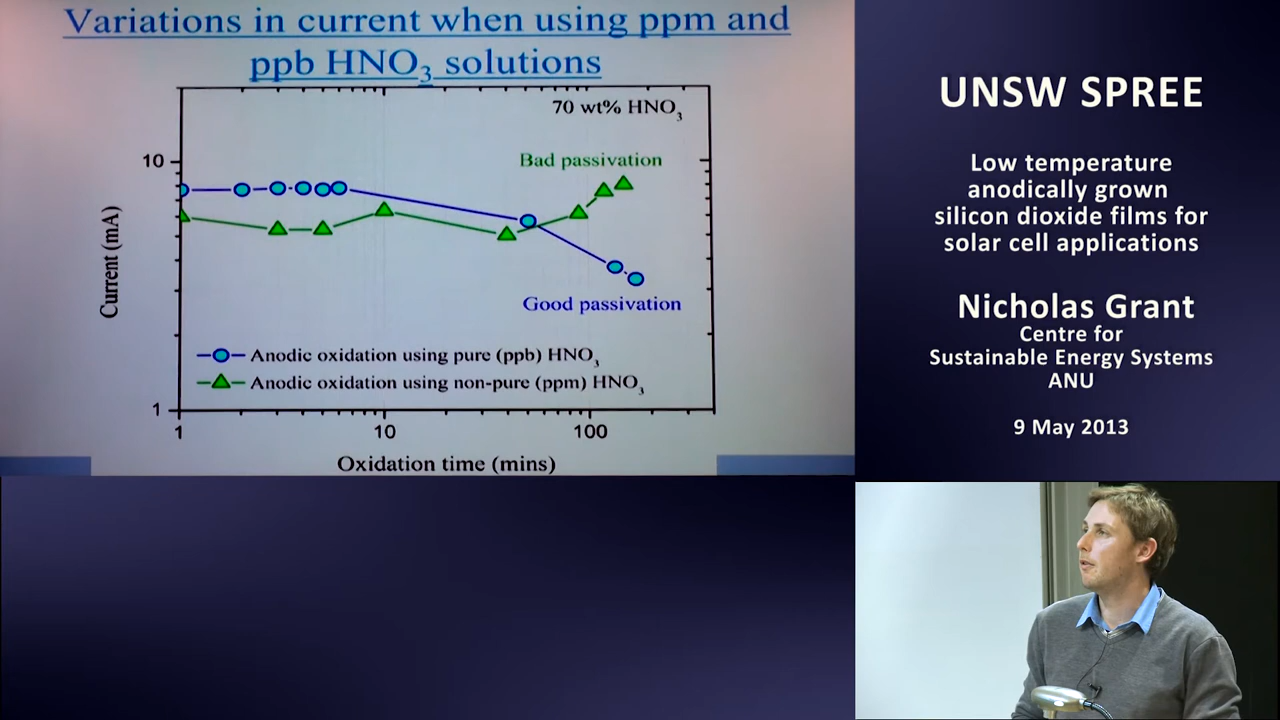 Variations in current when using ppm and
ppb HNO3 solutions
70 wt% HNO3
Bad passivation
10
Current (mA)
Good passivation
Anodic oxidation using pure (ppb) HNO3
Anodic oxidation using non-pure (ppm) HNO3
1
1 10 100
Oxidation time (mins)
UNSW SPREE
Low temperature
anodically grown
silicon dioxide films for
solar cell applications
Nicholas Grant
Centre for
Sustainable Energy Systems
ANU
9 May 2013